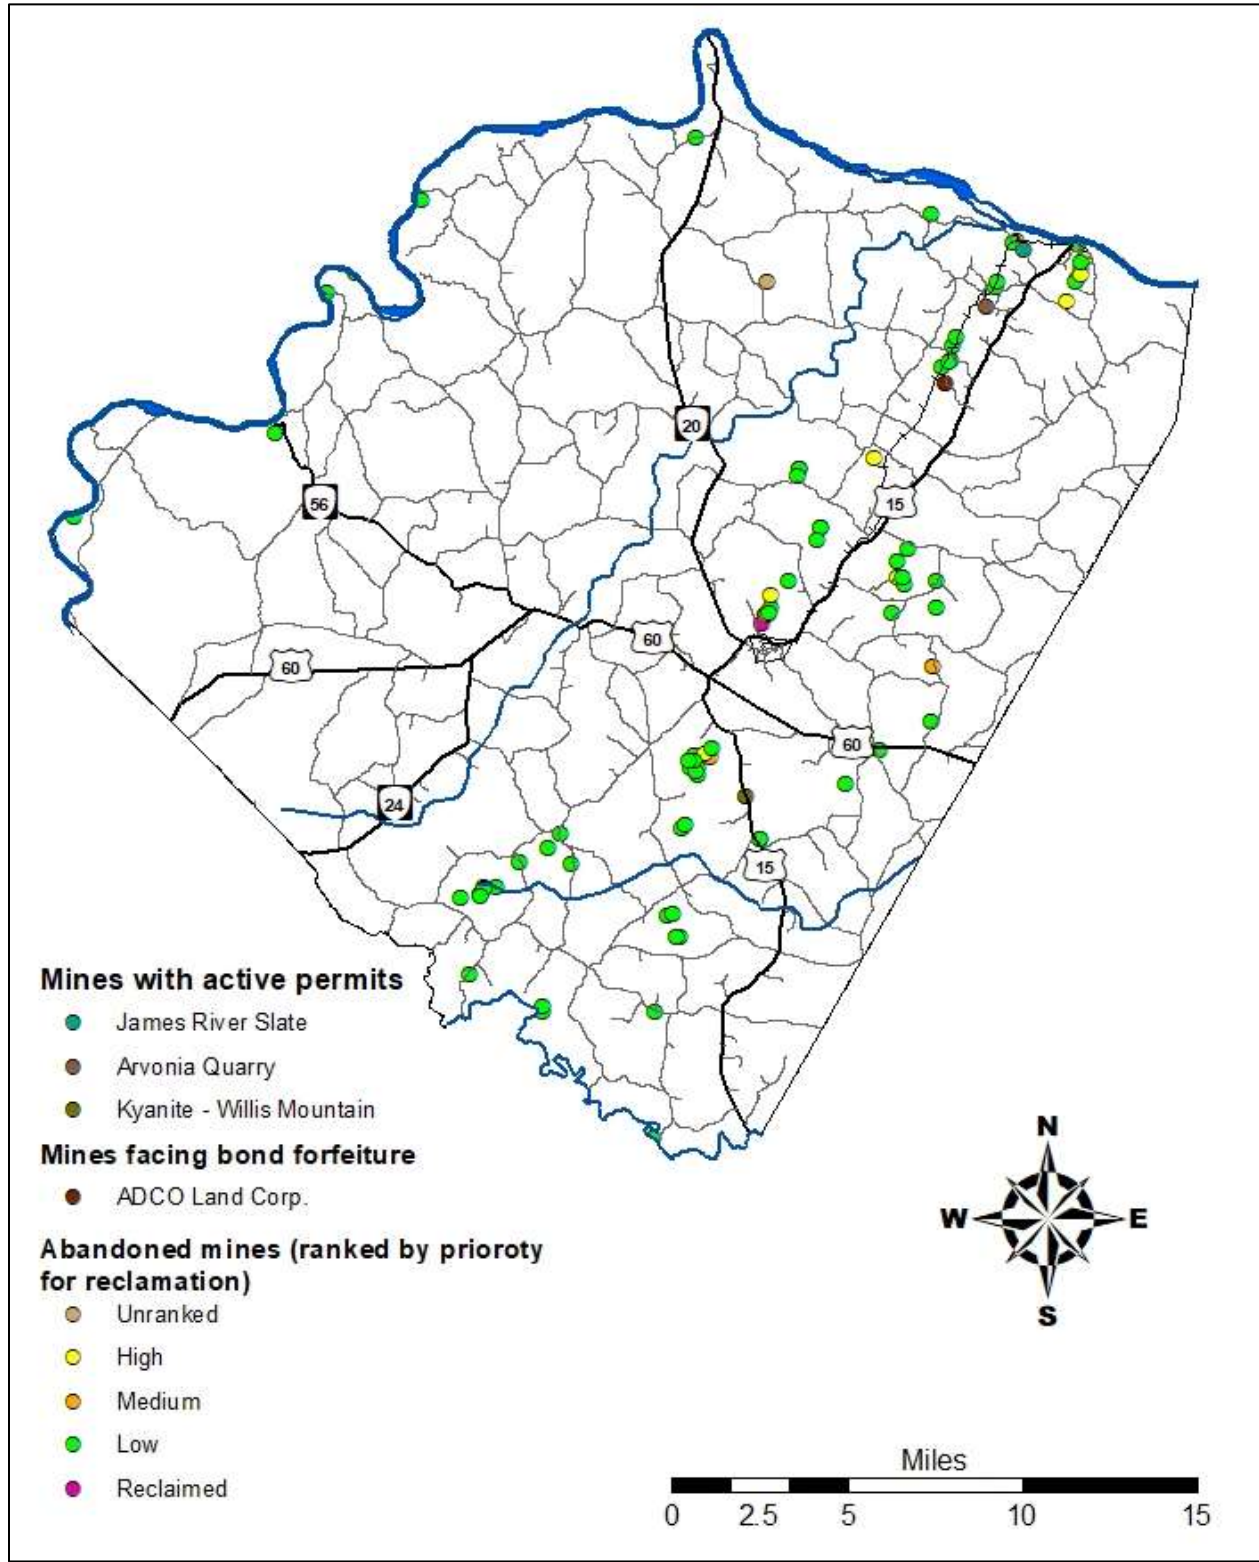 20
56
15
60
60
60
24
15
Mines with active permits
James River Slate
Arvonia Quarry
Kyanite - Willis Mountain
Mines facing bond forfeiture
ADCO Land Corp.
Abandoned mines (ranked by prioroty
for reclamation)
Unranked
High
Medium
Low
Reclaimed
N
W E
S
Miles
0 2.5 5 10 15